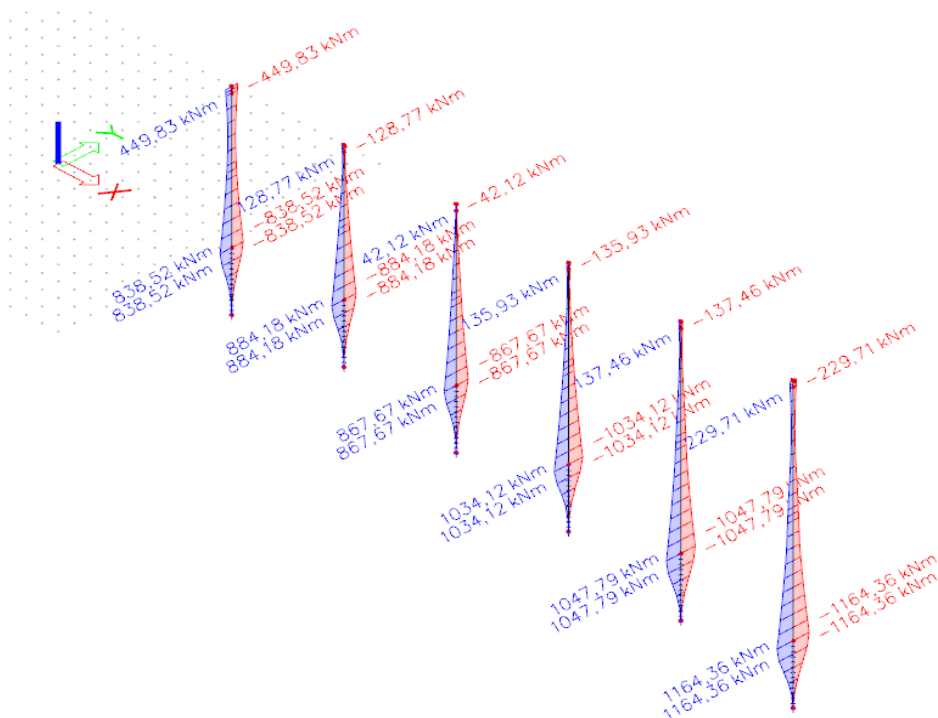 -449,83 kNm
449,83 kNm
Y
X
-838,52 kNm
-838,52 kNm
838,52 kNm
838,52 kNm
-128,77 kNm
128,77 kNm
-884,18 kNm
-884,18 kNm
884,18 kNm
884,18 kNm
-42,12 kNm
42,12 kNm
-867,67 kNm
-867,67 kNm
867,67 kNm
867,67 kNm
-135,93 kNm
135,93 kNm
-1034,12 kNm
-1034,12 kNm
1034,12 kNm
1034,12 kNm
-137,46 kNm
137,46 kNm
-1047,79 kNm
-1047,79 kNm
1047,79 kNm
1047,79 kNm
-229,71 kNm
229,71 kNm
-1164,36 kNm
-1164,36 kNm
1164,36 kNm
1164,36 kNm